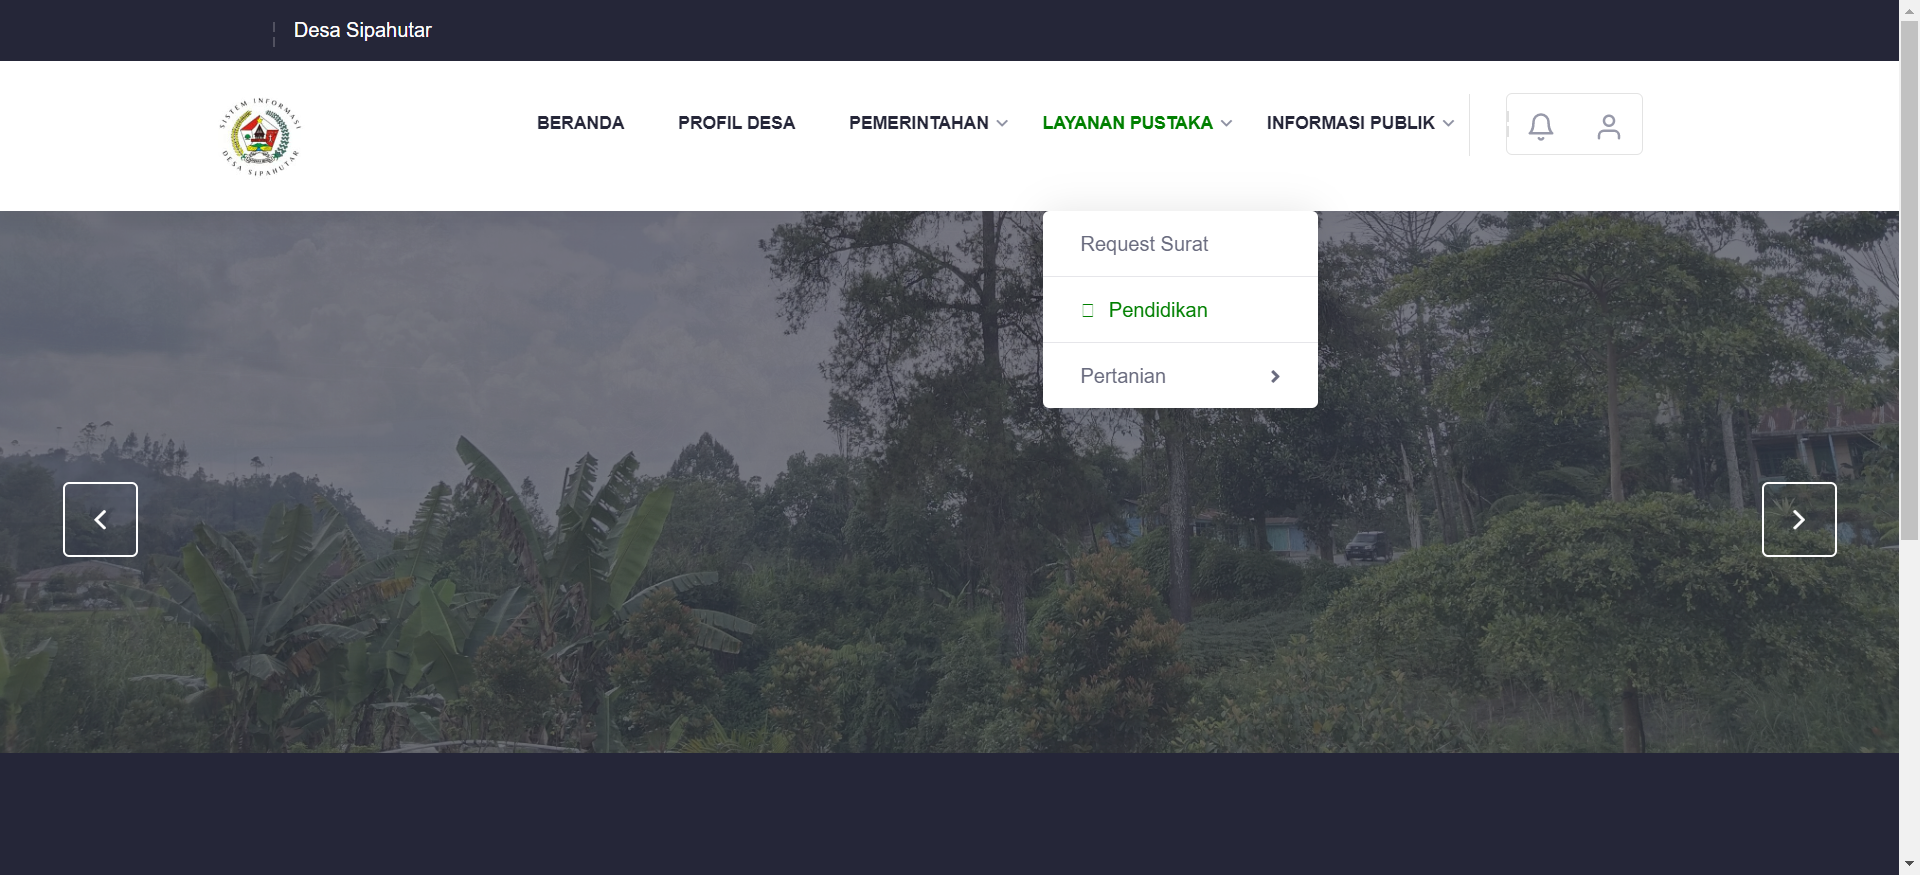 Desa Sipahutar
SISTEM INFORMASI
DESA SIPAHUTAR
BERANDA
PROFIL DESA
PEMERINTAHAN
LAYANAN PUSTAKA
INFORMASI PUBLIK
Request Surat
Pendidikan
Pertanian